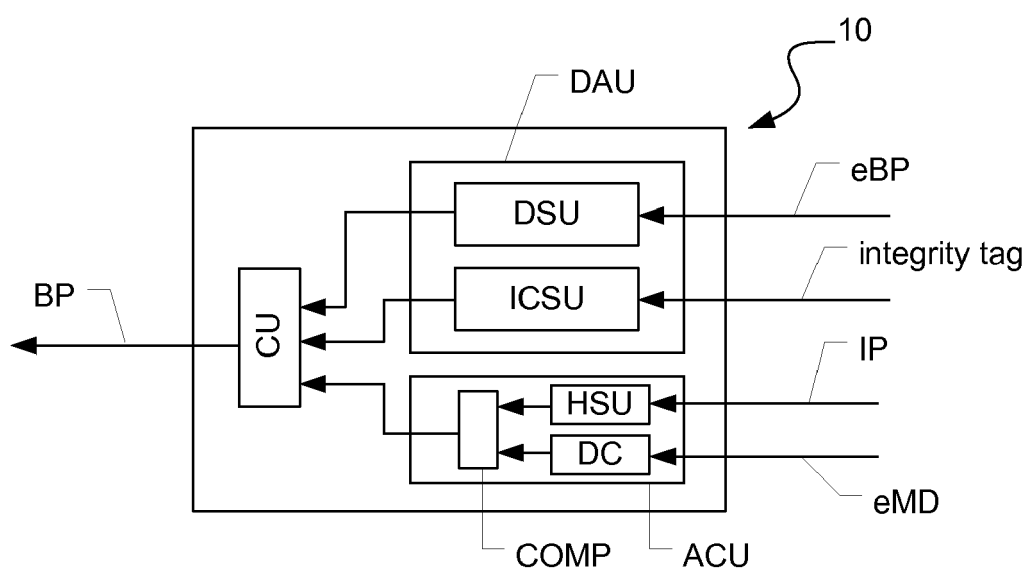 10
DAU
eBP
DSU
integrity tag
ICSU
BP
CU
IP
HSU
DC
eMD
COMP
ACU